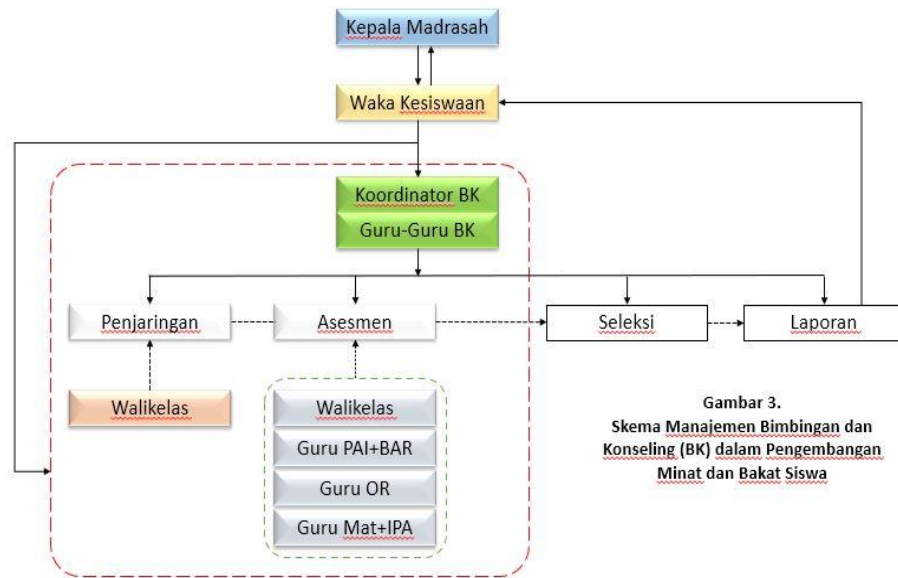 Kepala Madrasah
Waka Kesiswaan
Koordinator BK
Guru-Guru BK
Penjaringan
Asesmen
Seleksi
Laporan
Walikelas
Walikelas
Guru PAI+BAR
Guru OR
Guru Mat+IPA
Gambar 3.
Skema Manajemen Bimbingan dan
Konseling (BK) dalam Pengembangan
Minat dan Bakat Siswa